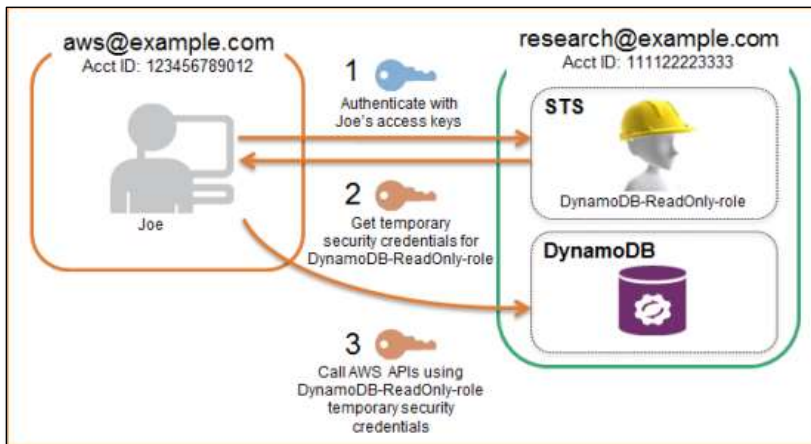 aws@example.com
Acct ID: 123456789012
research@example.com
Acct ID: 111122223333
1
Authenticate with
Joe's access keys
STS
DynamoDB-ReadOnly-role
Joe
2
Get temporary
security credentials for
DynamoDB-ReadOnly-role
DynamoDB
3
Call AWS APIs using
DynamoDB-ReadOnly-role
temporary security
credentials